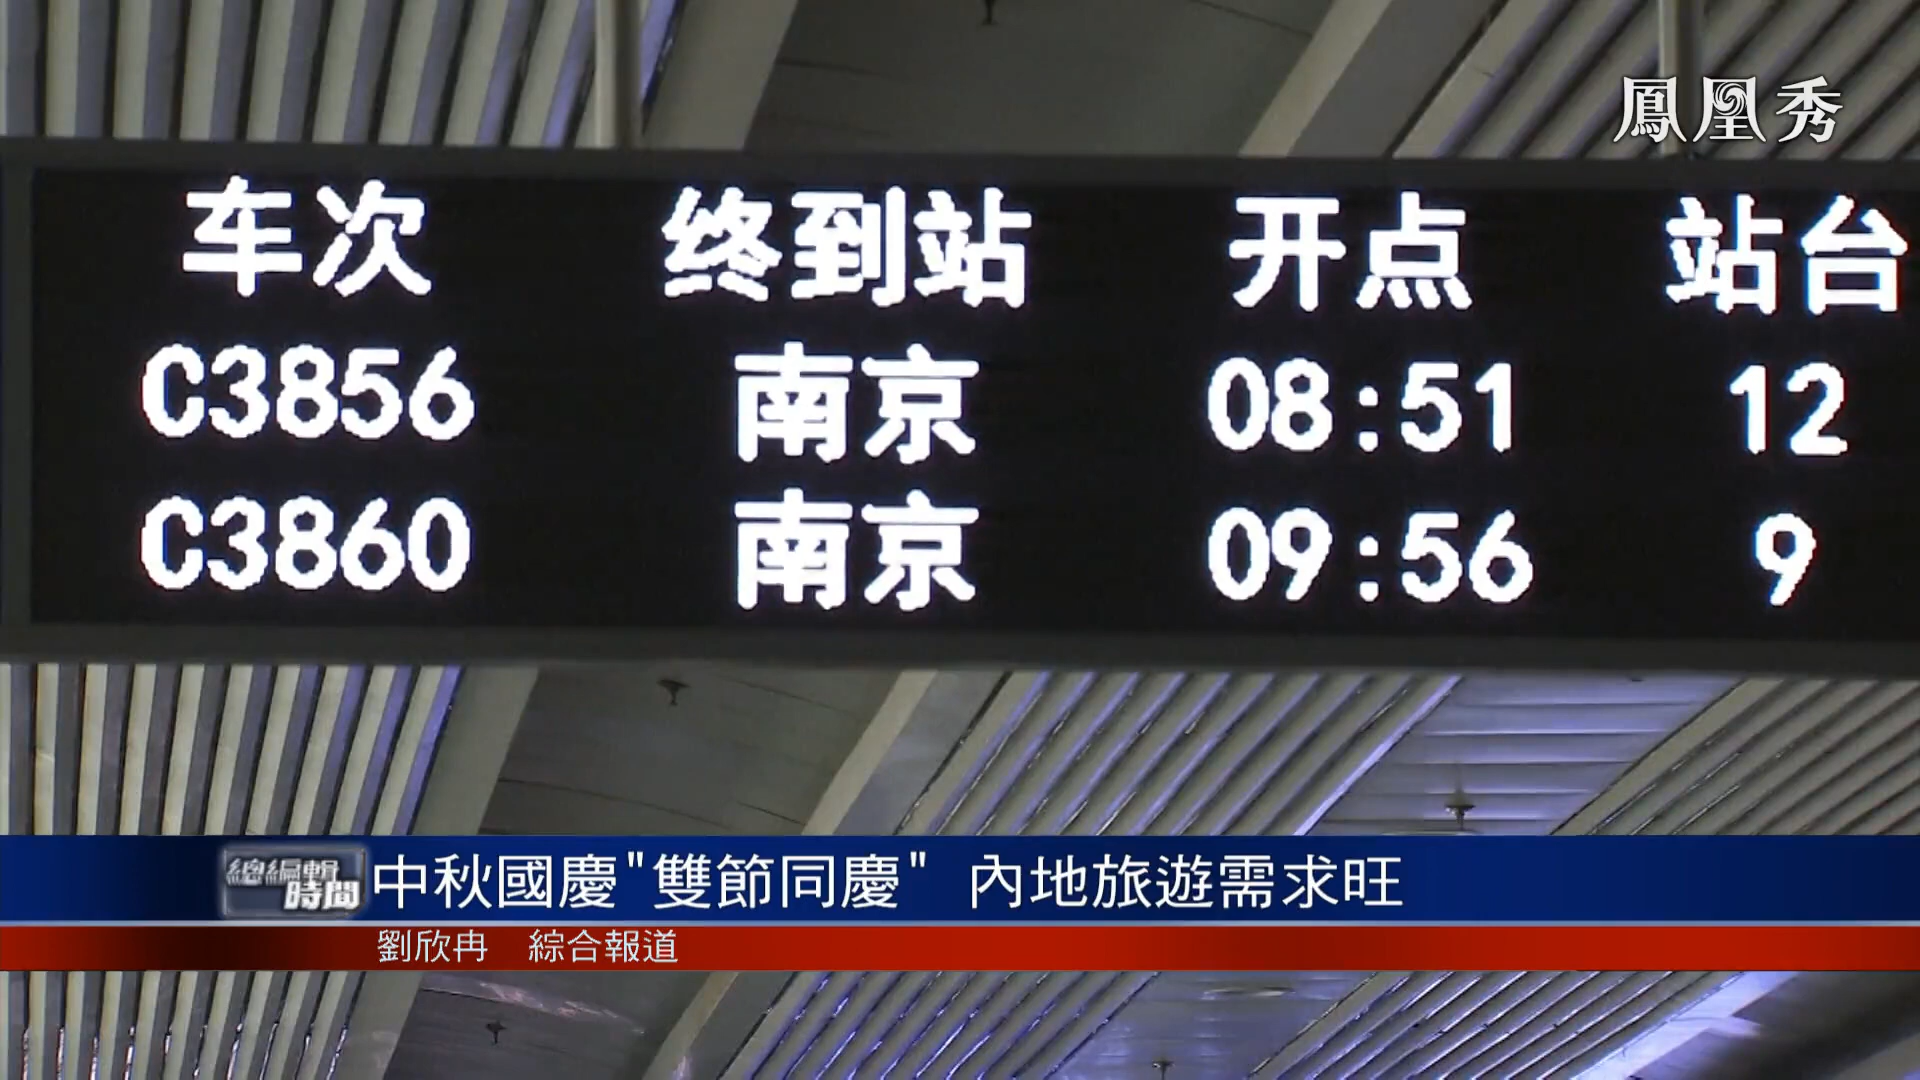 鳳凰秀
车次 终到站 开点 站台
C3856 南京 08:51 12
C3860 南京 09:56 9
總編輯時間
中秋國慶"雙節同慶" 內地旅遊需求旺
劉欣冉 綜合報道